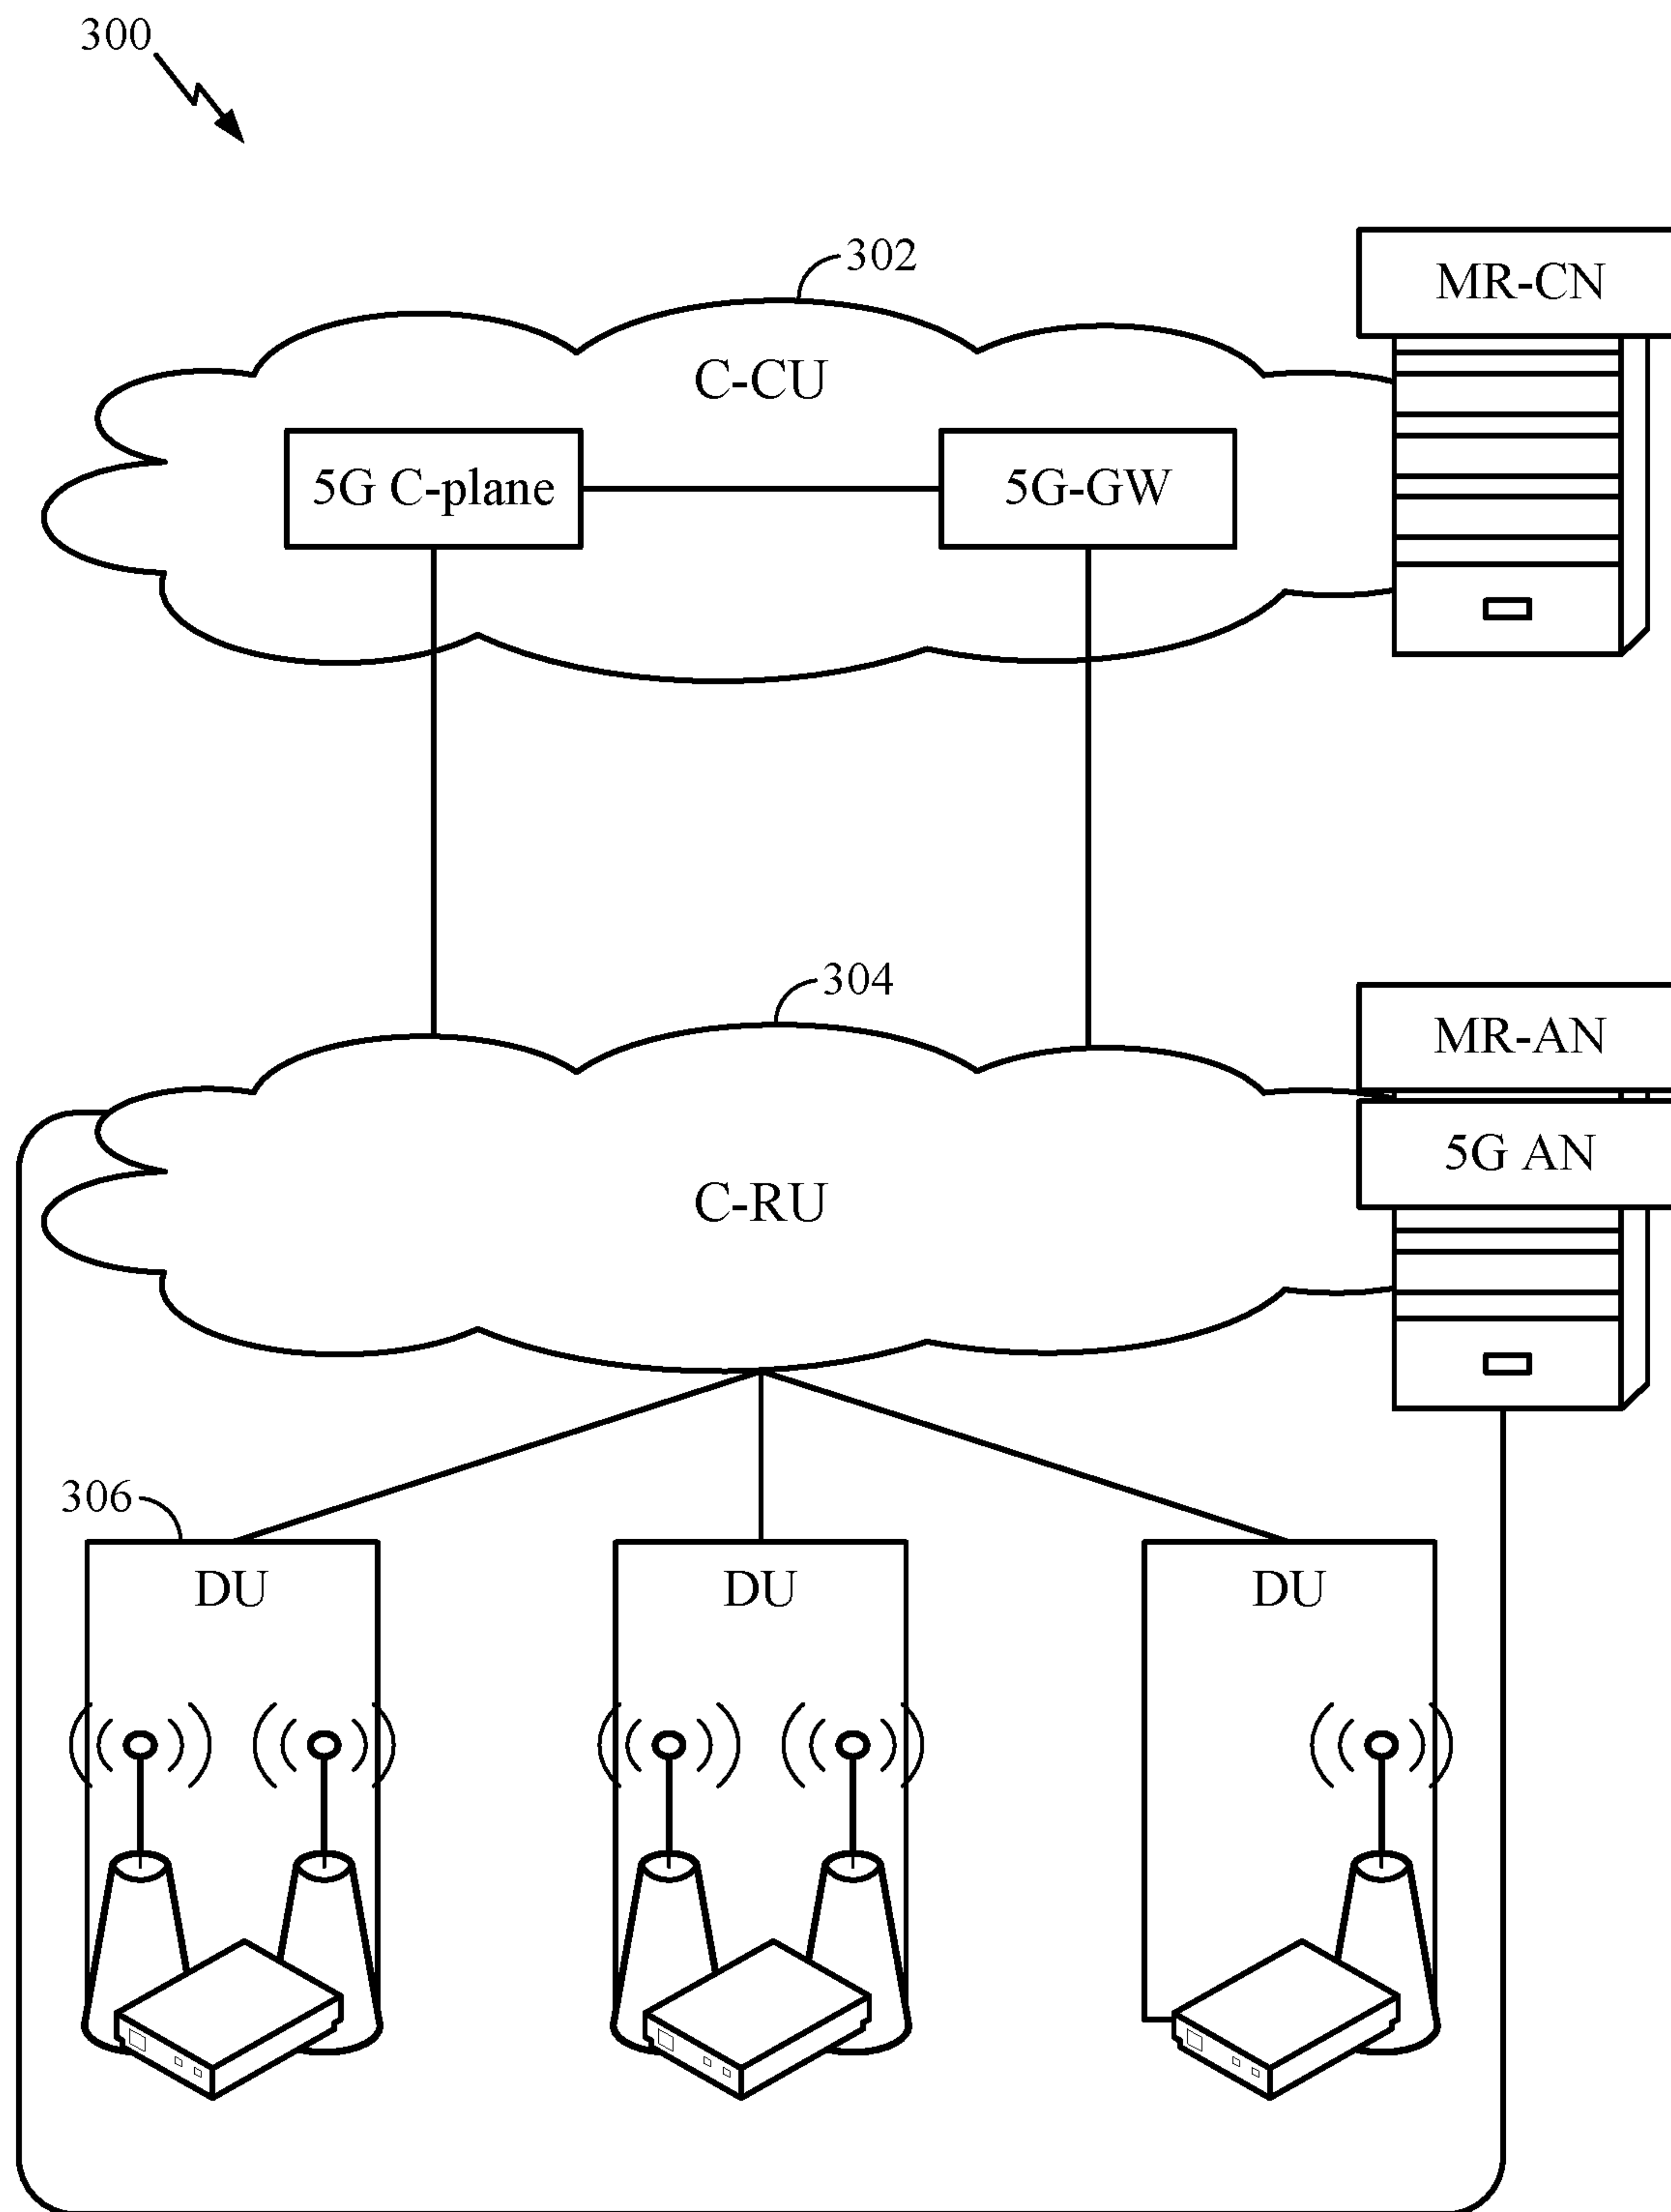 300
302
MR-CN
C-CU
5G C-plane
5G-GW
304
MR-AN
5G AN
C-RU
306
DU
DU
DU